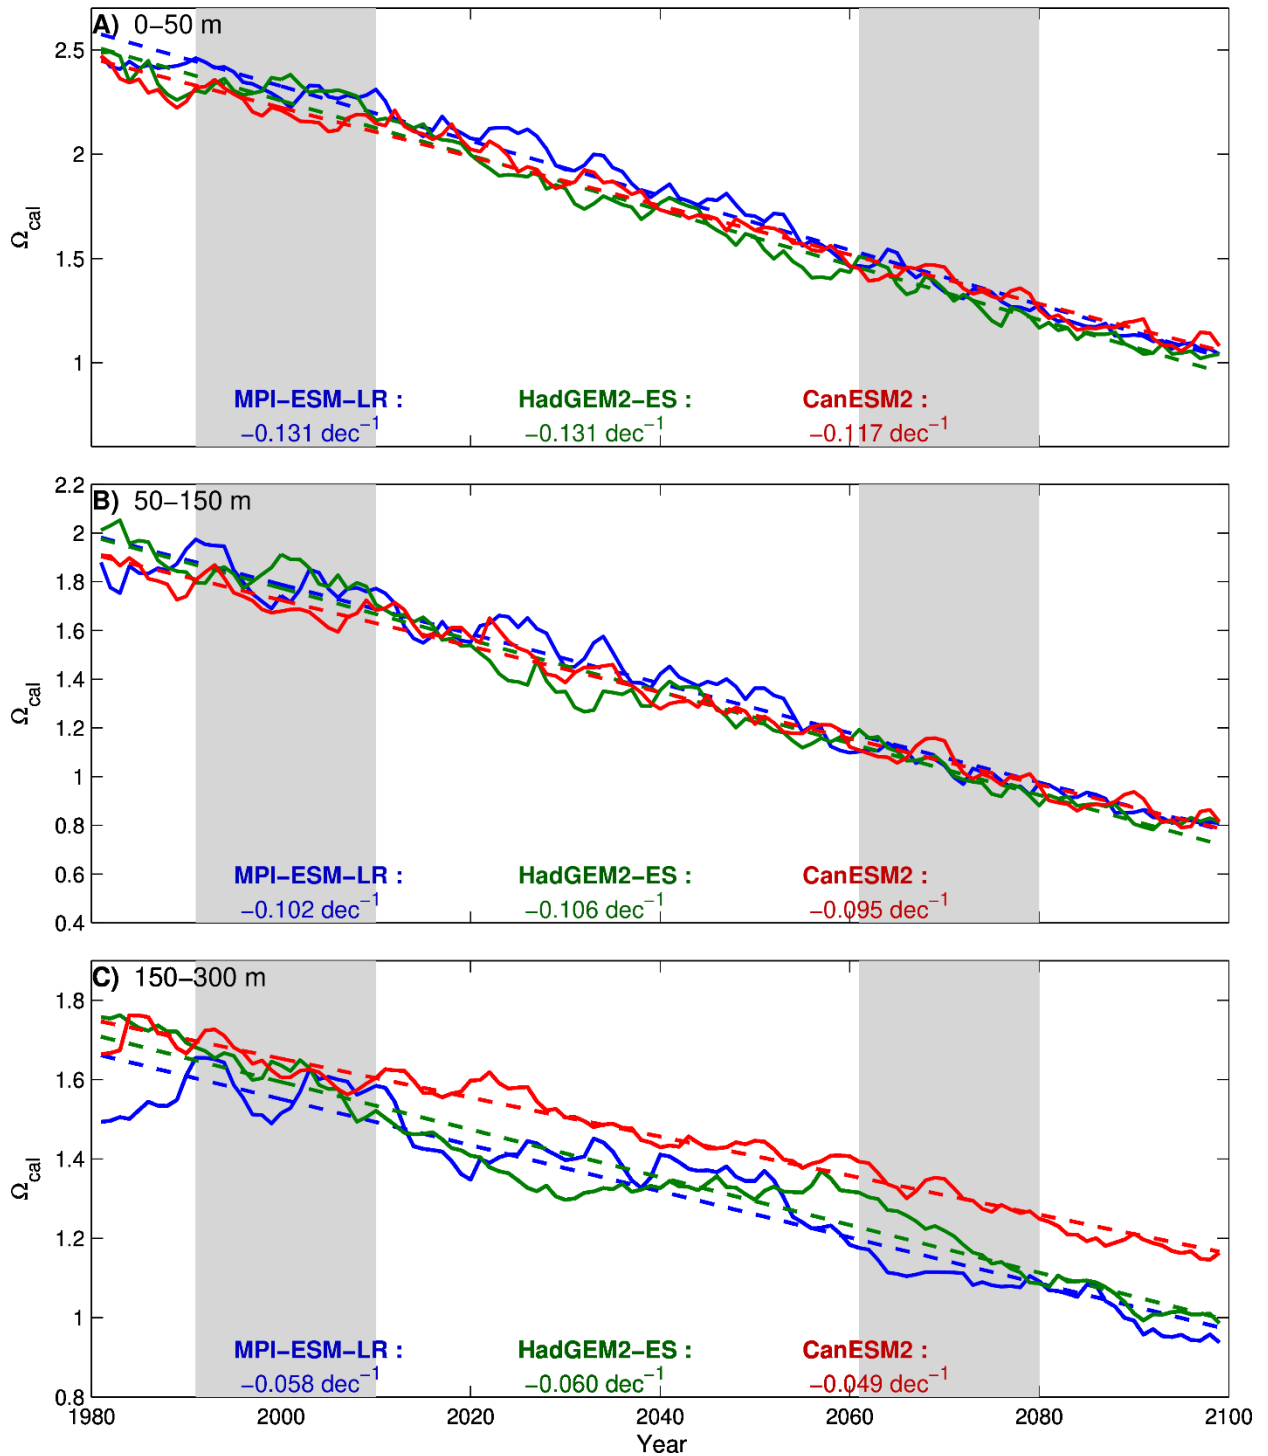 A) 0−50 m
2.5
2
1.5
1
Ωcal
MPI−ESM−LR : HadGEM2−ES : CanESM2 :
−0.131 dec⁻¹ −0.131 dec⁻¹ −0.117 dec⁻¹
B) 50−150 m
2.2
2
1.8
1.6
1.4
1.2
1
0.8
0.6
0.4
Ωcal
MPI−ESM−LR : HadGEM2−ES : CanESM2 :
−0.102 dec⁻¹ −0.106 dec⁻¹ −0.095 dec⁻¹
C) 150−300 m
1.8
1.6
1.4
1.2
1
0.8
Ωcal
MPI−ESM−LR : HadGEM2−ES : CanESM2 :
−0.058 dec⁻¹ −0.060 dec⁻¹ −0.049 dec⁻¹
1980 2000 2020 2040 2060 2080 2100
Year